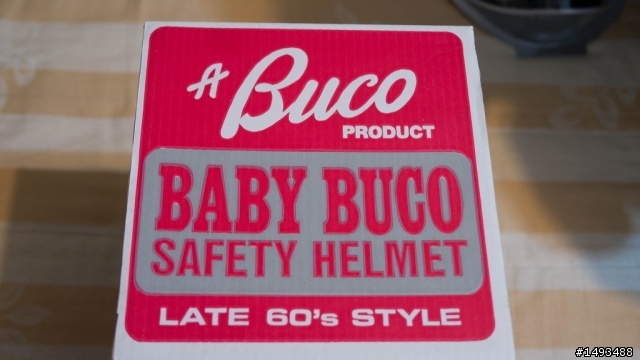 A Buco
PRODUCT
BABY BUCO
SAFETY HELMET
LATE 60's STYLE
#1493488